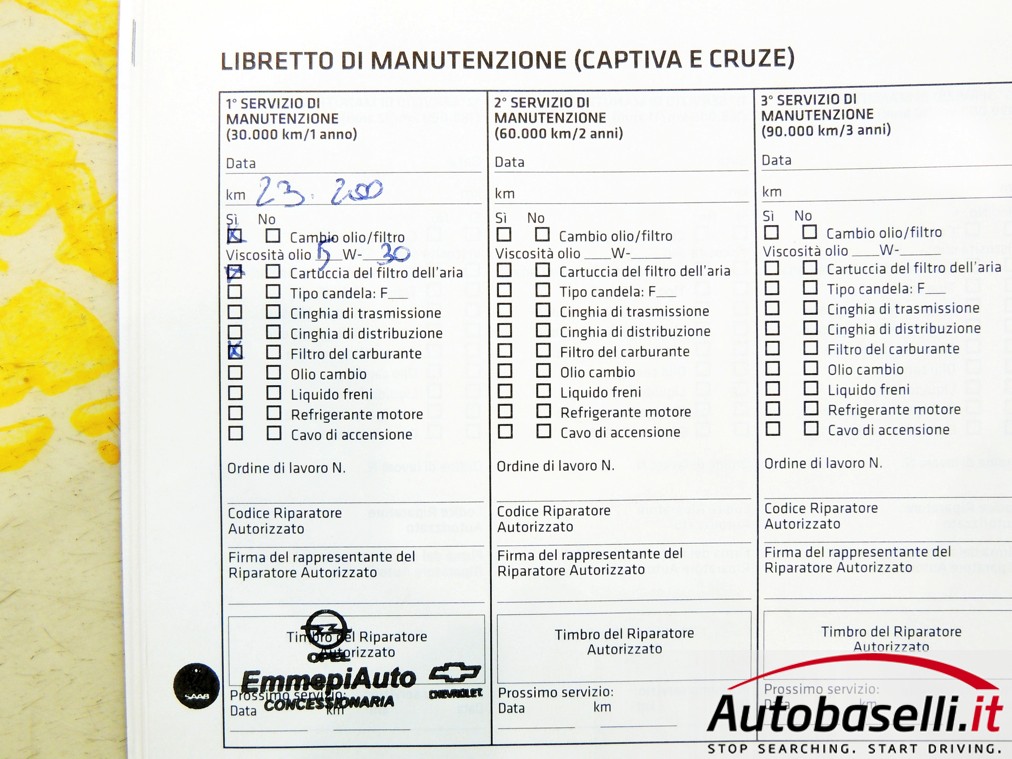 LIBRETTO DI MANUTENZIONE (CAPTIVA E CRUZE)
1° SERVIZIO DI
MANUTENZIONE
(30.000 km/1 anno)
Data
km 23.200
Sì No
Cambio olio/filtro
Viscosità olio 5 W- 30
Cartuccia del filtro dell'aria
Tipo candela: F___
Cinghia di trasmissione
Cinghia di distribuzione
Filtro del carburante
Olio cambio
Liquido freni
Refrigerante motore
Cavo di accensione
Ordine di lavoro N.
Codice Riparatore
Autorizzato
Firma del rappresentante del
Riparatore Autorizzato
Timbro del Riparatore
Autorizzato
OPEL
SAAB
EmmepiAuto
CHEVROLET
CONCESSIONARIA
Prossimo servizio:
Data km
2° SERVIZIO DI
MANUTENZIONE
(60.000 km/2 anni)
Data
km
Sì No
Cambio olio/filtro
Viscosità olio ____W-______
Cartuccia del filtro dell'aria
Tipo candela: F___
Cinghia di trasmissione
Cinghia di distribuzione
Filtro del carburante
Olio cambio
Liquido freni
Refrigerante motore
Cavo di accensione
Ordine di lavoro N.
Codice Riparatore
Autorizzato
Firma del rappresentante del
Riparatore Autorizzato
Timbro del Riparatore
Autorizzato
Prossimo servizio:
Data km
3° SERVIZIO DI
MANUTENZIONE
(90.000 km/3 anni)
Data
km
Sì No
Cambio olio/filtro
Viscosità olio ____W-______
Cartuccia del filtro dell'aria
Tipo candela: F___
Cinghia di trasmissione
Cinghia di distribuzione
Filtro del carburante
Olio cambio
Liquido freni
Refrigerante motore
Cavo di accensione
Ordine di lavoro N.
Codice Riparatore
Autorizzato
Firma del rappresentante del
Riparatore Autorizzato
Timbro del Riparatore
Autorizzato
Prossimo servizio:
Data km
Autobaselli.it
STOP SEARCHING. START DRIVING.